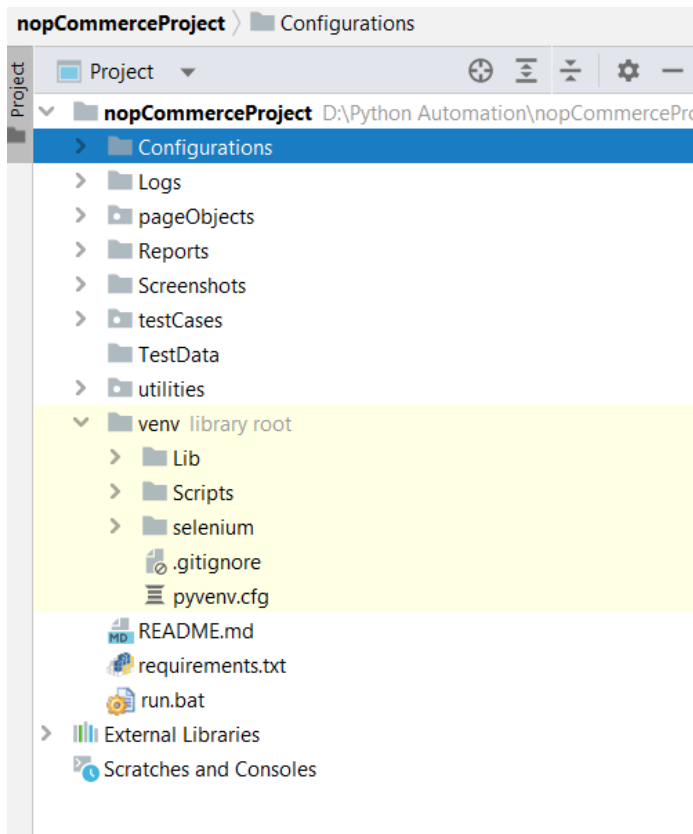 nopCommerceProject Configurations
Project
Project
nopCommerceProject D:\Python Automation\nopCommercePro
Configurations
Logs
pageObjects
Reports
Screenshots
testCases
TestData
utilities
venv library root
Lib
Scripts
selenium
.gitignore
pyvenv.cfg
MD README.md
requirements.txt
run.bat
External Libraries
Scratches and Consoles